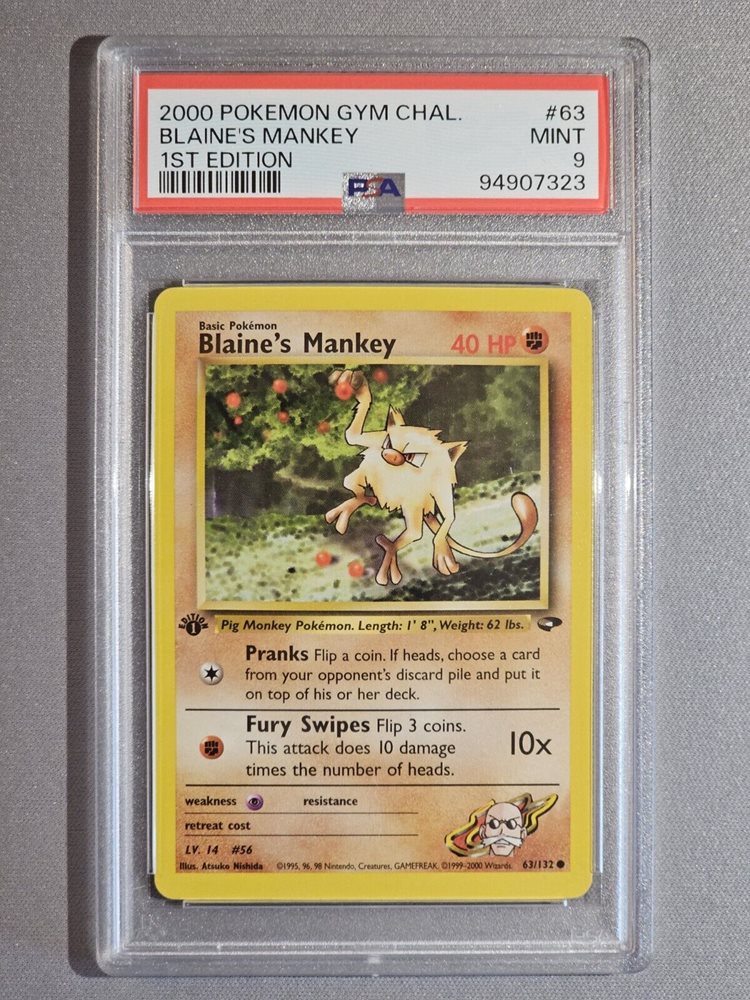 2000 POKEMON GYM CHAL. #63
BLAINE'S MANKEY MINT
1ST EDITION 9
PSA 94907323
Basic Pokémon
Blaine's Mankey 40 HP
EDITION 1
Pig Monkey Pokémon. Length: 1' 8", Weight: 62 lbs.
Pranks Flip a coin. If heads, choose a card
from your opponent's discard pile and put it
on top of his or her deck.
Fury Swipes Flip 3 coins.
This attack does 10 damage 10x
times the number of heads.
weakness resistance
retreat cost
LV. 14 #56
Illus. Atsuko Nishida ©1995, 96, 98 Nintendo, Creatures, GAMEFREAK. ©1999-2000 Wizards. 63/132